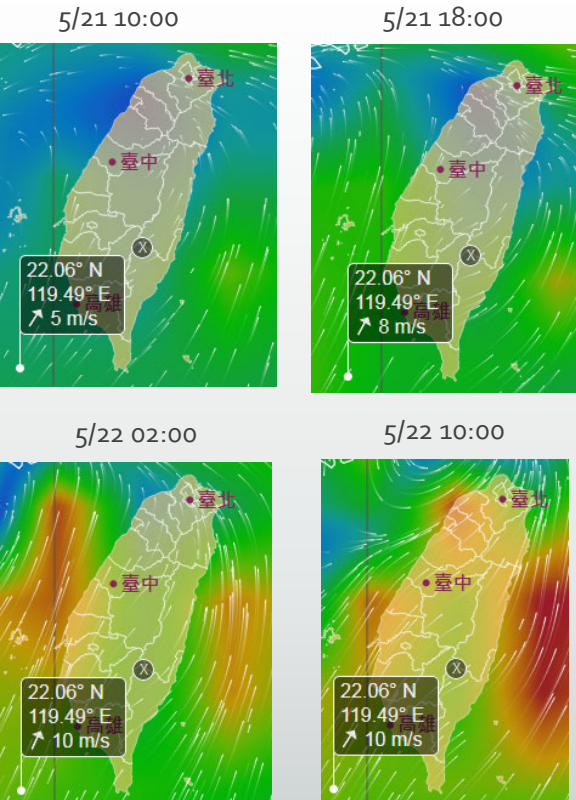 5/21 10:00
5/21 18:00
臺北
臺中
X
22.06° N
119.49° E
高雄
5 m/s
臺北
臺中
X
22.06° N
119.49° E
高雄
8 m/s
5/22 02:00
5/22 10:00
臺北
臺中
X
22.06° N
119.49° E
高雄
10 m/s
臺北
臺中
X
22.06° N
119.49° E
高雄
10 m/s